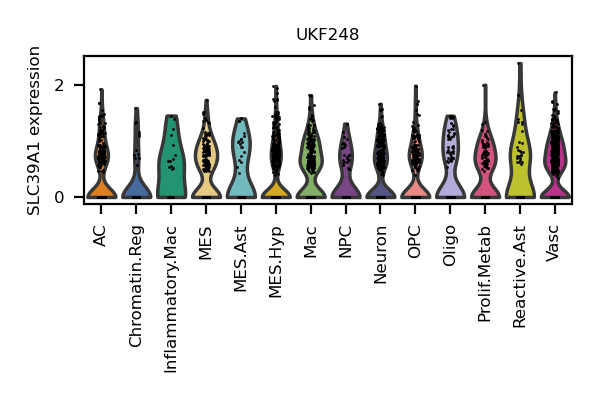 UKF248
SLC39A1 expression
2
0
AC
Chromatin.Reg
Inflammatory.Mac
MES
MES.Ast
MES.Hyp
Mac
NPC
Neuron
OPC
Oligo
Prolif.Metab
Reactive.Ast
Vasc